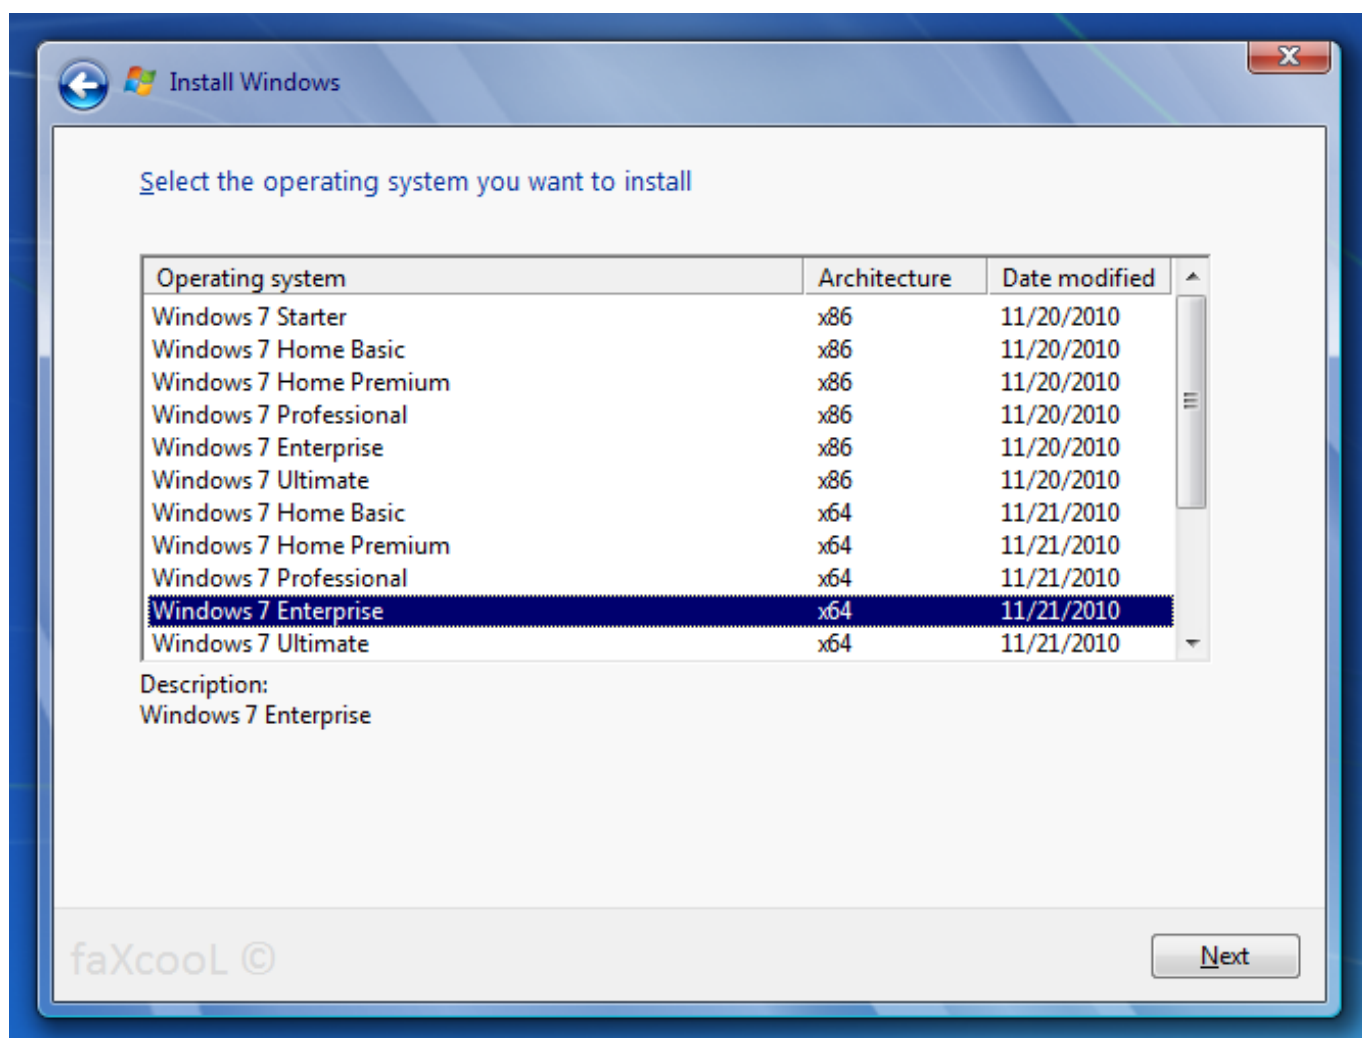 Install Windows
Select the operating system you want to install
Operating system Architecture Date modified
Windows 7 Starter x86 11/20/2010
Windows 7 Home Basic x86 11/20/2010
Windows 7 Home Premium x86 11/20/2010
Windows 7 Professional x86 11/20/2010
Windows 7 Enterprise x86 11/20/2010
Windows 7 Ultimate x86 11/20/2010
Windows 7 Home Basic x64 11/21/2010
Windows 7 Home Premium x64 11/21/2010
Windows 7 Professional x64 11/21/2010
Windows 7 Enterprise x64 11/21/2010
Windows 7 Ultimate x64 11/21/2010
Description:
Windows 7 Enterprise
faXcooL ©
Next